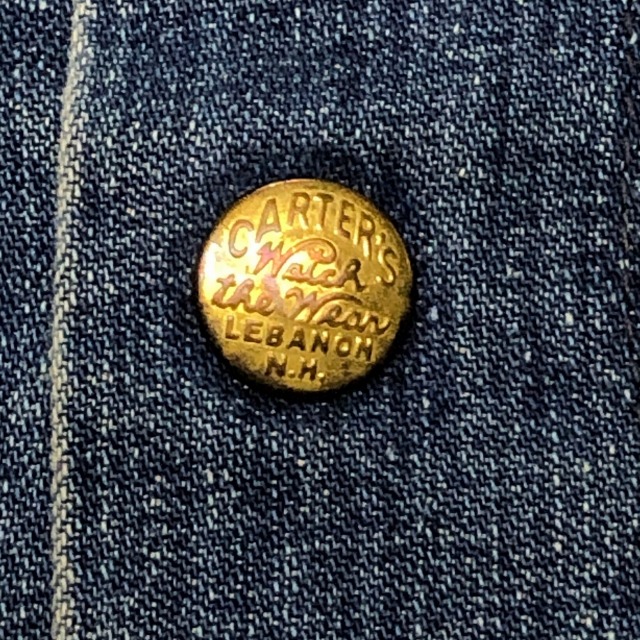 CARTER'S
Watch
the Wear
LEBANON
N.H.